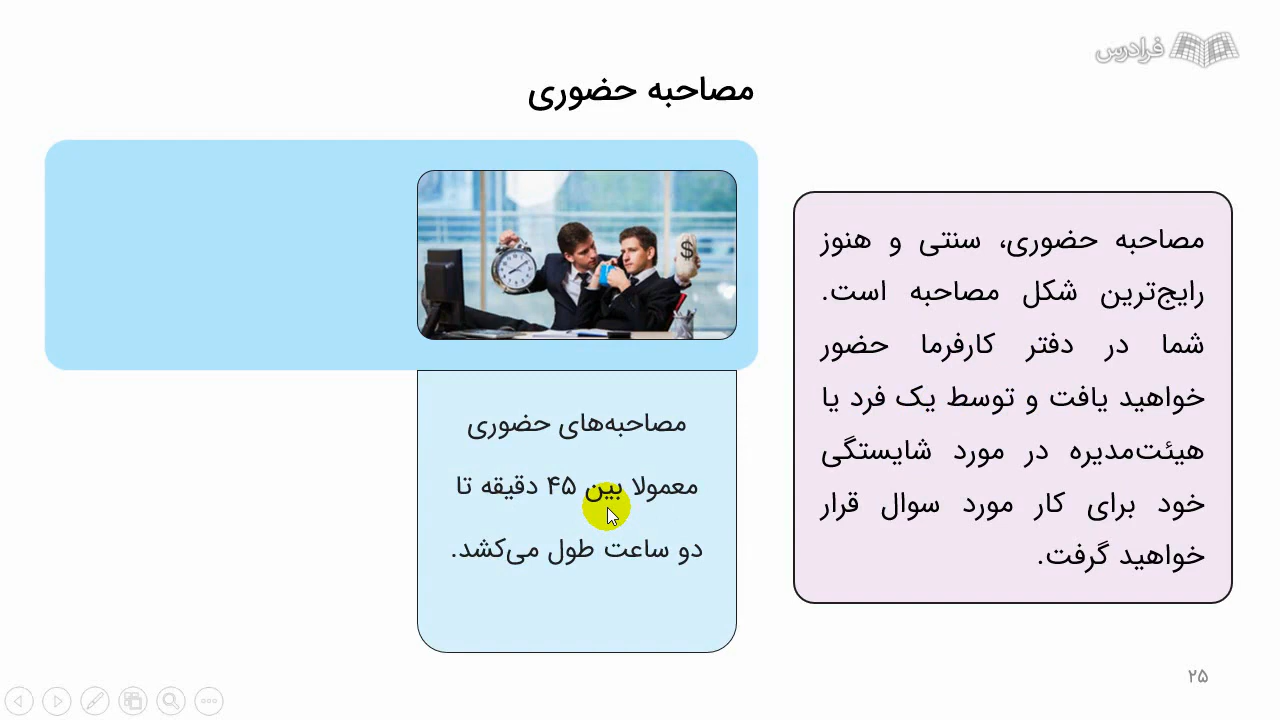 فرادرس
مصاحبه حضوری
مصاحبه حضوری، سنتی و هنوز
رایج‌ترین شکل مصاحبه است.
شما در دفتر کارفرما حضور
خواهید یافت و توسط یک فرد یا
هیئت‌مدیره در مورد شایستگی
خود برای کار مورد سوال قرار
خواهید گرفت.
$
مصاحبه‌های حضوری
معمولا بین ۴۵ دقیقه تا
دو ساعت طول می‌کشد.
۲۵